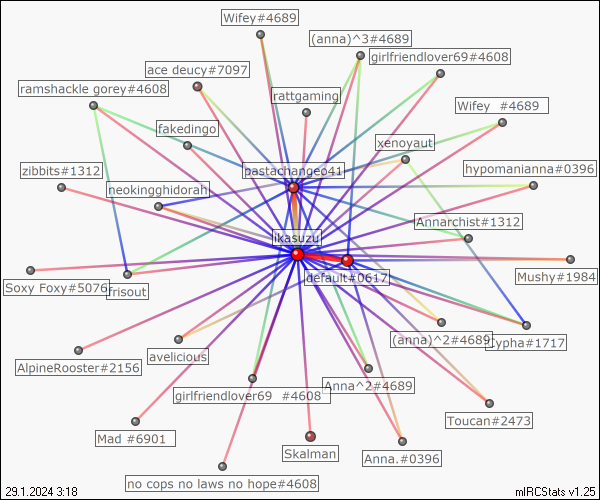 Wifey#4689
(anna)^3#4689
girlfriendlover69#4608
ace deucy#7097
ramshackle gorey#4608
rattgaming
Wifey  #4689
fakedingo
xenoyaut
zibbits#1312
pastachangeo41
hypomanianna#0396
neokingghidorah
Annarchist#1312
likasuzu
default#0617
Mushy#1984
Soxy Foxy#5076
frisout
(anna)^2#4689
Cypha#1717
avelicious
AlpineRooster#2156
Anna^2#4689
girlfriendlover69  #4608
Toucan#2473
Mad #6901
Skalman
Anna.#0396
no cops no laws no hope#4608
29.1.2024 3:18
mIRCStats v1.25